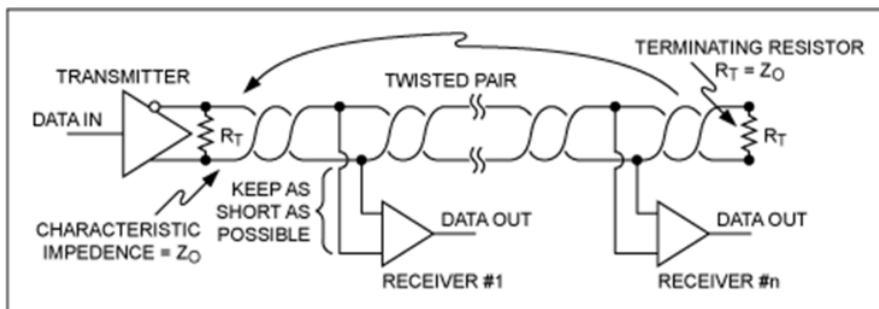 TRANSMITTER
DATA IN
RT
TWISTED PAIR
TERMINATING RESISTOR
RT = ZO
RT
CHARACTERISTIC
IMPEDENCE = ZO
KEEP AS
SHORT AS
POSSIBLE
DATA OUT
RECEIVER #1
DATA OUT
RECEIVER #n